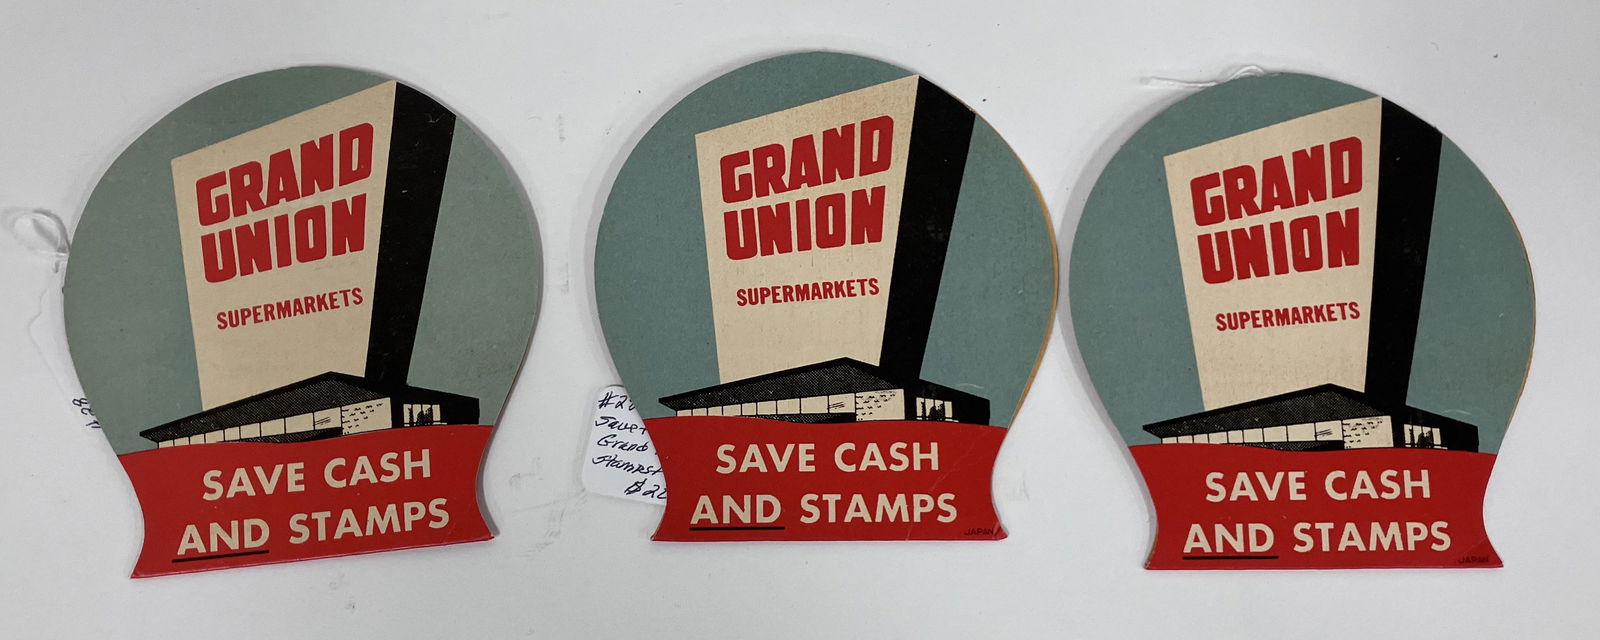 GRAND
UNION
SUPERMARKETS
SAVE CASH
AND STAMPS
GRAND
UNION
SUPERMARKETS
SAVE CASH
AND STAMPS
JAPAN
GRAND
UNION
SUPERMARKETS
SAVE CASH
AND STAMPS
JAPAN
Grand